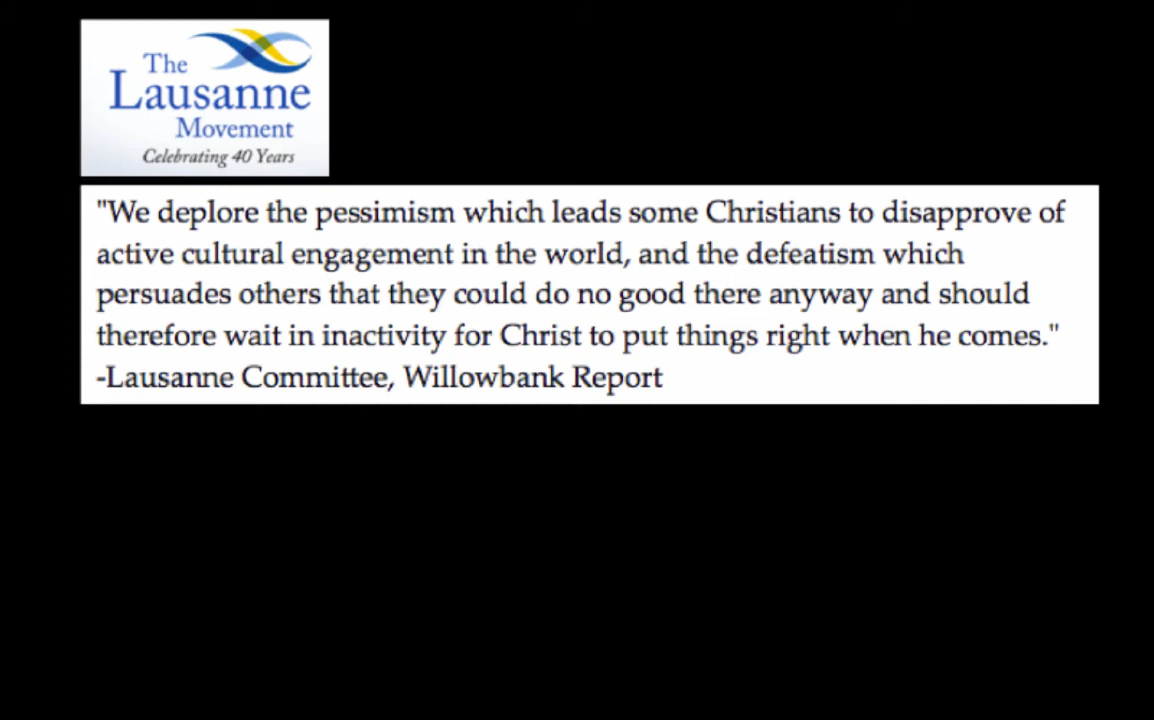 The
Lausanne
Movement
Celebrating 40 Years
"We deplore the pessimism which leads some Christians to disapprove of
active cultural engagement in the world, and the defeatism which
persuades others that they could do no good there anyway and should
therefore wait in inactivity for Christ to put things right when he comes."
-Lausanne Committee, Willowbank Report